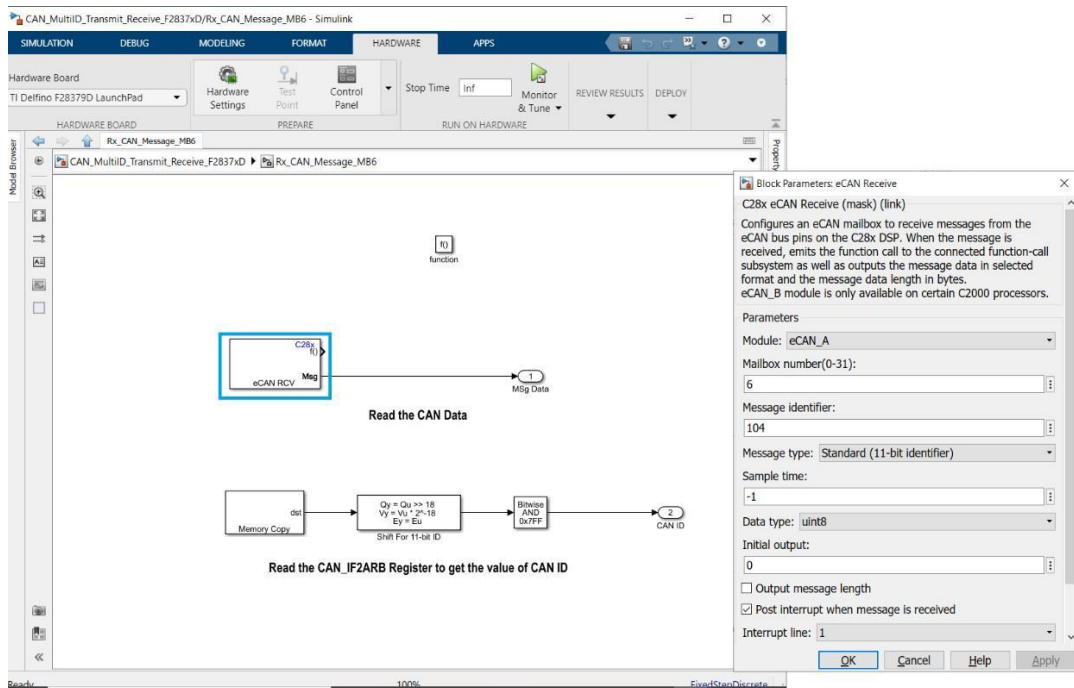 CAN_MultiID_Transmit_Receive_F2837xD/Rx_CAN_Message_MB6 - Simulink
SIMULATION DEBUG MODELING FORMAT HARDWARE APPS
Hardware Board
TI Delfino F28379D LaunchPad
Hardware Settings
Test Point
Control Panel
Stop Time Inf
Monitor & Tune
REVIEW RESULTS
DEPLOY
HARDWARE BOARD PREPARE RUN ON HARDWARE
Model Browser
Rx_CAN_Message_MB6
CAN_MultiID_Transmit_Receive_F2837xD Rx_CAN_Message_MB6
Property
f()
function
C28x
f()
Msg
eCAN RCV
1
MSg Data
Read the CAN Data
dst
Memory Copy
Qy = Qu >> 18
Vy = Vu * 2^-18
Ey = Eu
Shift For 11-bit ID
Bitwise
AND
0x7FF
2
CAN ID
Read the CAN_IF2ARB Register to get the value of CAN ID
Ready 100% FixedStepDiscrete
Block Parameters: eCAN Receive
C28x eCAN Receive (mask) (link)
Configures an eCAN mailbox to receive messages from the
eCAN bus pins on the C28x DSP. When the message is
received, emits the function call to the connected function-call
subsystem as well as outputs the message data in selected
format and the message data length in bytes.
eCAN_B module is only available on certain C2000 processors.
Parameters
Module: eCAN_A
Mailbox number(0-31):
6
Message identifier:
104
Message type: Standard (11-bit identifier)
Sample time:
-1
Data type: uint8
Initial output:
0
Output message length
Post interrupt when message is received
Interrupt line: 1
OK Cancel Help Apply